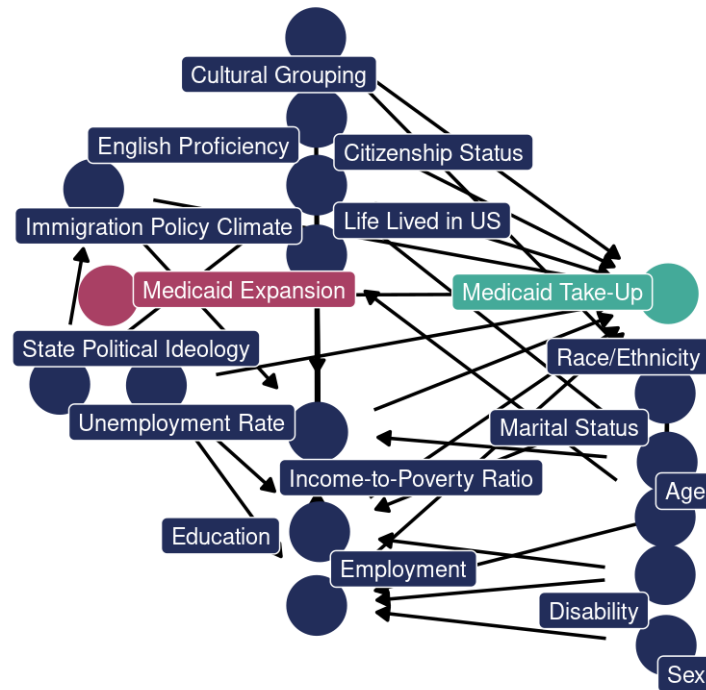 Cultural Grouping
English Proficiency
Citizenship Status
Immigration Policy Climate
Life Lived in US
Medicaid Expansion
Medicaid Take-Up
State Political Ideology
Race/Ethnicity
Unemployment Rate
Marital Status
Income-to-Poverty Ratio
Age
Education
Employment
Disability
Sex